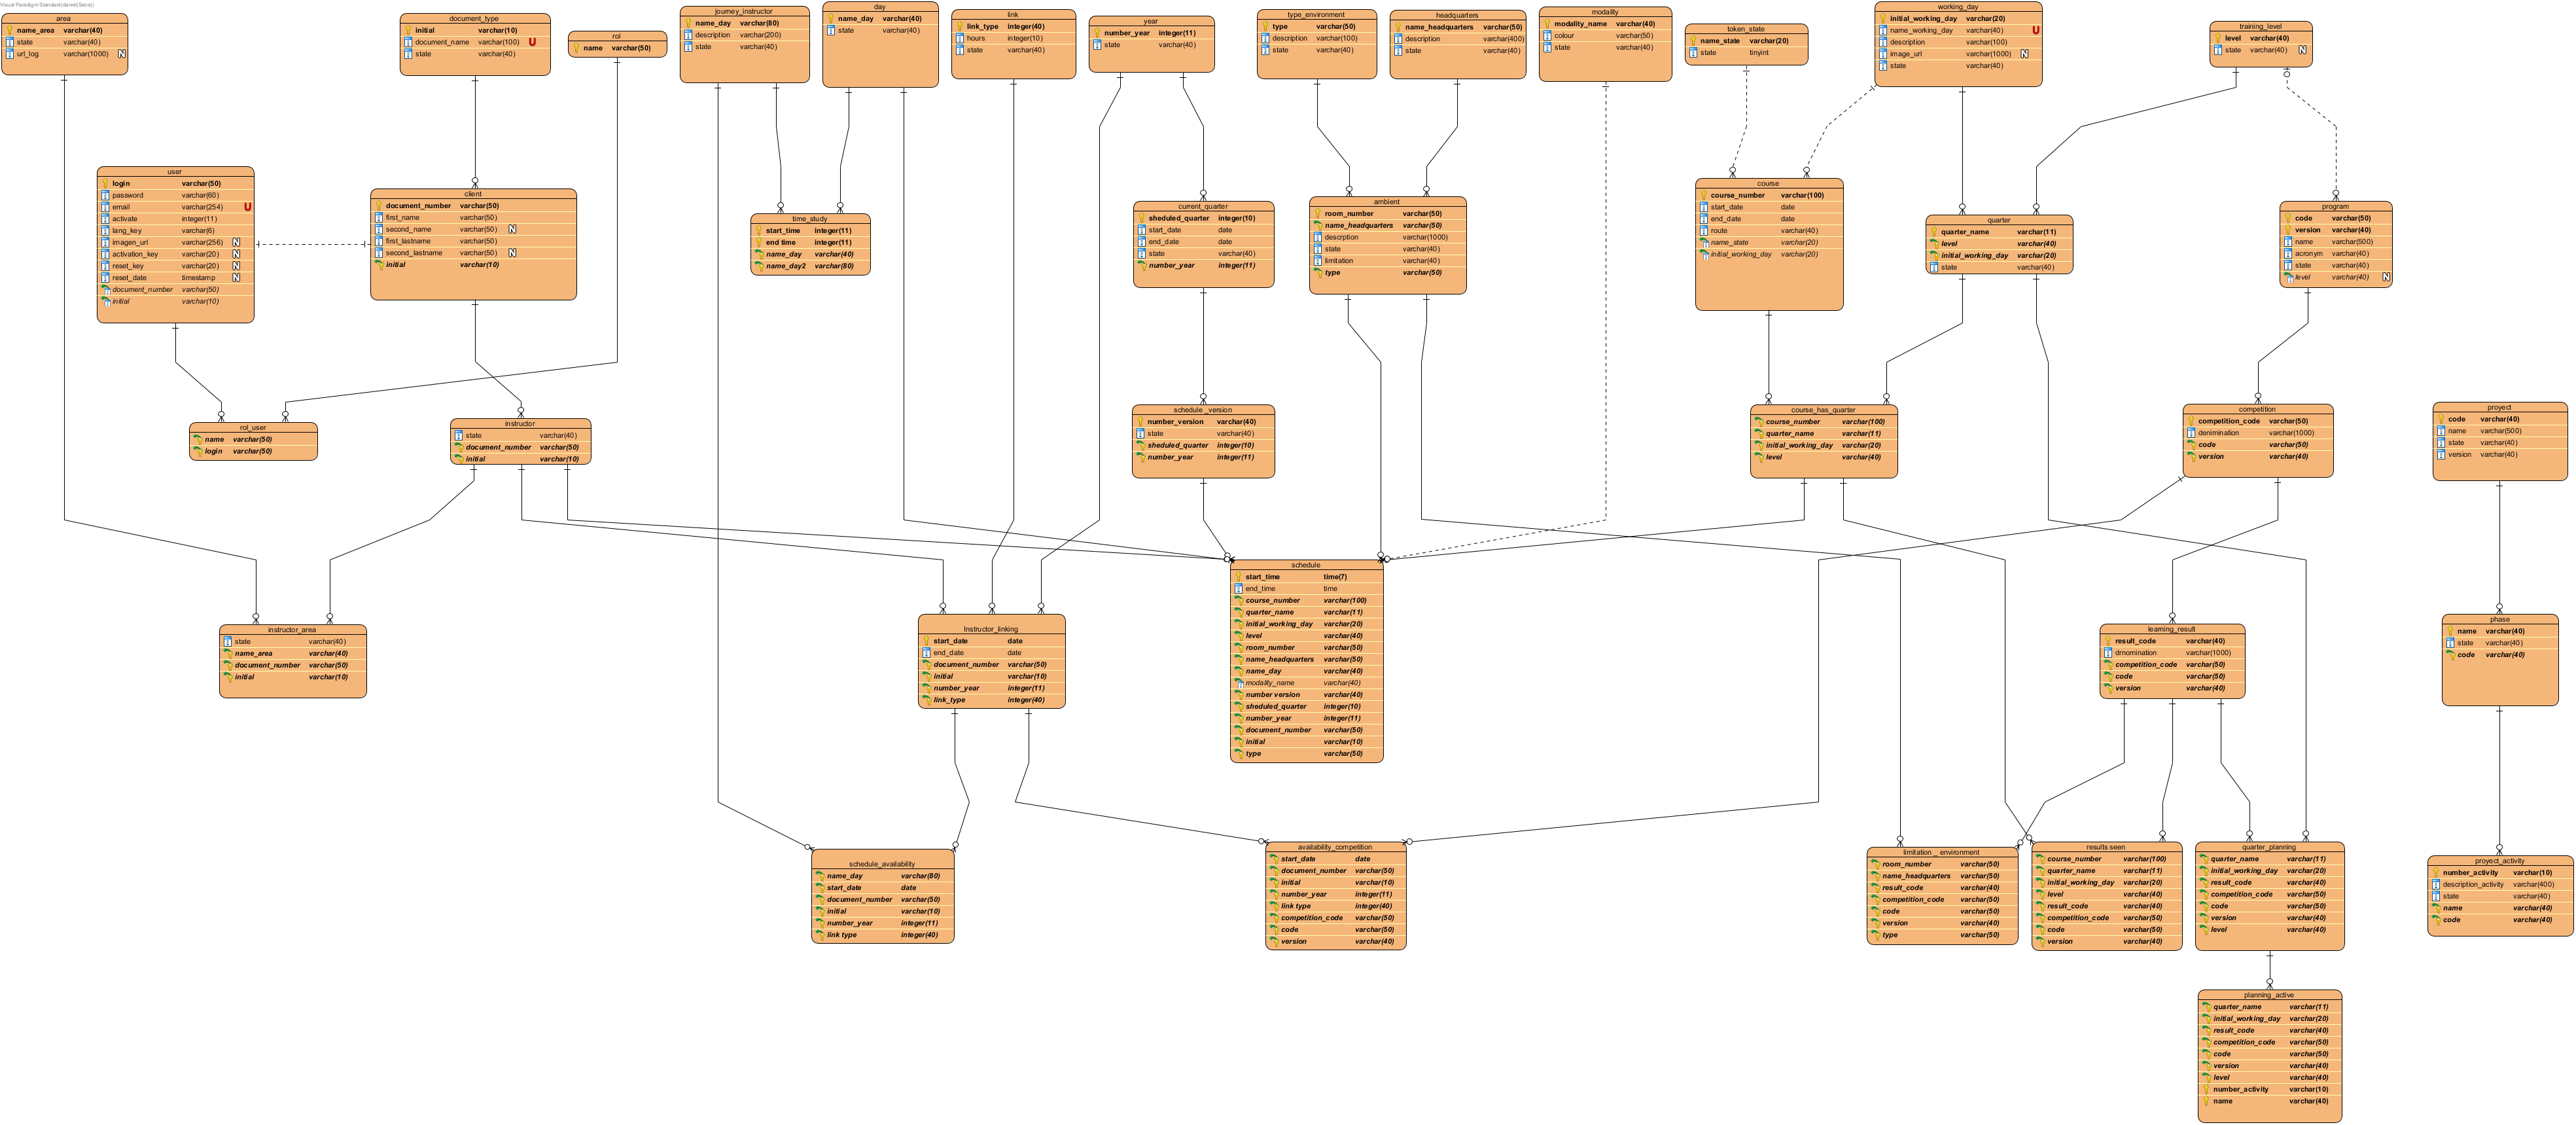 Visual Paradigm Standard(daniel(Sena))
area
name_area varchar(40)
state varchar(40)
url_log varchar(1000) N
document_type
initial varchar(10)
document_name varchar(100) U
state varchar(40)
rol
name varchar(50)
journey_instructor
name_day varchar(80)
description varchar(200)
state varchar(40)
day
name_day varchar(40)
state varchar(40)
link
link_type integer(40)
hours integer(10)
state varchar(40)
year
number_year integer(11)
state varchar(40)
type_environment
type varchar(50)
description varchar(100)
state varchar(40)
headquarters
name_headquarters varchar(50)
description varchar(400)
state varchar(40)
modality
modality_name varchar(40)
colour varchar(50)
state varchar(40)
token_state
name_state varchar(20)
state tinyint
working_day
initial_working_day varchar(20)
name_working_day varchar(40) U
description varchar(100)
image_url varchar(1000) N
state varchar(40)
training_level
level varchar(40)
state varchar(40) N
user
login varchar(50)
password varchar(60)
email varchar(254) U
activate integer(11)
lang_key varchar(6)
imagen_url varchar(256) N
activation_key varchar(20) N
reset_key varchar(20) N
reset_date timestamp N
document_number varchar(50)
initial varchar(10)
client
document_number varchar(50)
first_name varchar(50)
second_name varchar(50) N
first_lastname varchar(50)
second_lastname varchar(50) N
initial varchar(10)
time_study
start_time integer(11)
end time integer(11)
name_day varchar(40)
name_day2 varchar(80)
current_quarter
sheduled_quarter integer(10)
start_date date
end_date date
state varchar(40)
number_year integer(11)
ambient
room_number varchar(50)
name_headquarters varchar(50)
descrption varchar(1000)
state varchar(40)
limitation varchar(40)
type varchar(50)
course
course_number varchar(100)
start_date date
end_date date
route varchar(40)
name_state varchar(20)
initial_working_day varchar(20)
quarter
quarter_name varchar(11)
level varchar(40)
initial_working_day varchar(20)
state varchar(40)
program
code varchar(50)
version varchar(40)
name varchar(500)
acronym varchar(40)
state varchar(40)
level varchar(40) N
rol_user
name varchar(50)
login varchar(50)
instructor
state varchar(40)
document_number varchar(50)
initial varchar(10)
schedule _version
number_version varchar(40)
state varchar(40)
sheduled_quarter integer(10)
number_year integer(11)
course_has_quarter
course_number varchar(100)
quarter_name varchar(11)
initial_working_day varchar(20)
level varchar(40)
competition
competition_code varchar(50)
denimination varchar(1000)
code varchar(50)
version varchar(40)
proyect
code varchar(40)
name varchar(500)
state varchar(40)
version varchar(40)
instructor_area
state varchar(40)
name_area varchar(40)
document_number varchar(50)
initial varchar(10)
Instructor_linking
start_date date
end_date date
document_number varchar(50)
initial varchar(10)
number_year integer(11)
link_type integer(40)
schedule
start_time time(7)
end_time time
course_number varchar(100)
quarter_name varchar(11)
initial_working_day varchar(20)
level varchar(40)
room_number varchar(50)
name_headquarters varchar(50)
name_day varchar(40)
modality_name varchar(40)
number version varchar(40)
sheduled_quarter integer(10)
number_year integer(11)
document_number varchar(50)
initial varchar(10)
type varchar(50)
learning_result
result_code varchar(40)
drnomination varchar(1000)
competition_code varchar(50)
code varchar(50)
version varchar(40)
phase
name varchar(40)
state varchar(40)
code varchar(40)
schedule_availability
name_day varchar(80)
start_date date
document_number varchar(50)
initial varchar(10)
number_year integer(11)
link type integer(40)
availability_competition
start_date date
document_number varchar(50)
initial varchar(10)
number_year integer(11)
link type integer(40)
competition_code varchar(50)
code varchar(50)
version varchar(40)
limitation _ environment
room_number varchar(50)
name_headquarters varchar(50)
result_code varchar(40)
competition_code varchar(50)
code varchar(50)
version varchar(40)
type varchar(50)
results seen
course_number varchar(100)
quarter_name varchar(11)
initial_working_day varchar(20)
level varchar(40)
result_code varchar(40)
competition_code varchar(50)
code varchar(50)
version varchar(40)
quarter_planning
quarter_name varchar(11)
initial_working_day varchar(20)
result_code varchar(40)
competition_code varchar(50)
code varchar(50)
version varchar(40)
level varchar(40)
proyect_activity
number_activity varchar(10)
description_activity varchar(400)
state varchar(40)
name varchar(40)
code varchar(40)
planning_active
quarter_name varchar(11)
initial_working_day varchar(20)
result_code varchar(40)
competition_code varchar(50)
code varchar(50)
version varchar(40)
level varchar(40)
number_activity varchar(10)
name varchar(40)